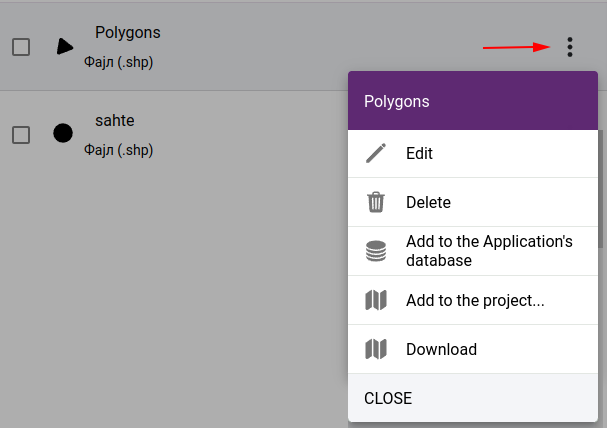 Polygons
Фајл (.shp)
sahte
Фајл (.shp)
Polygons
Edit
Delete
Add to the Application's
database
Add to the project...
Download
CLOSE